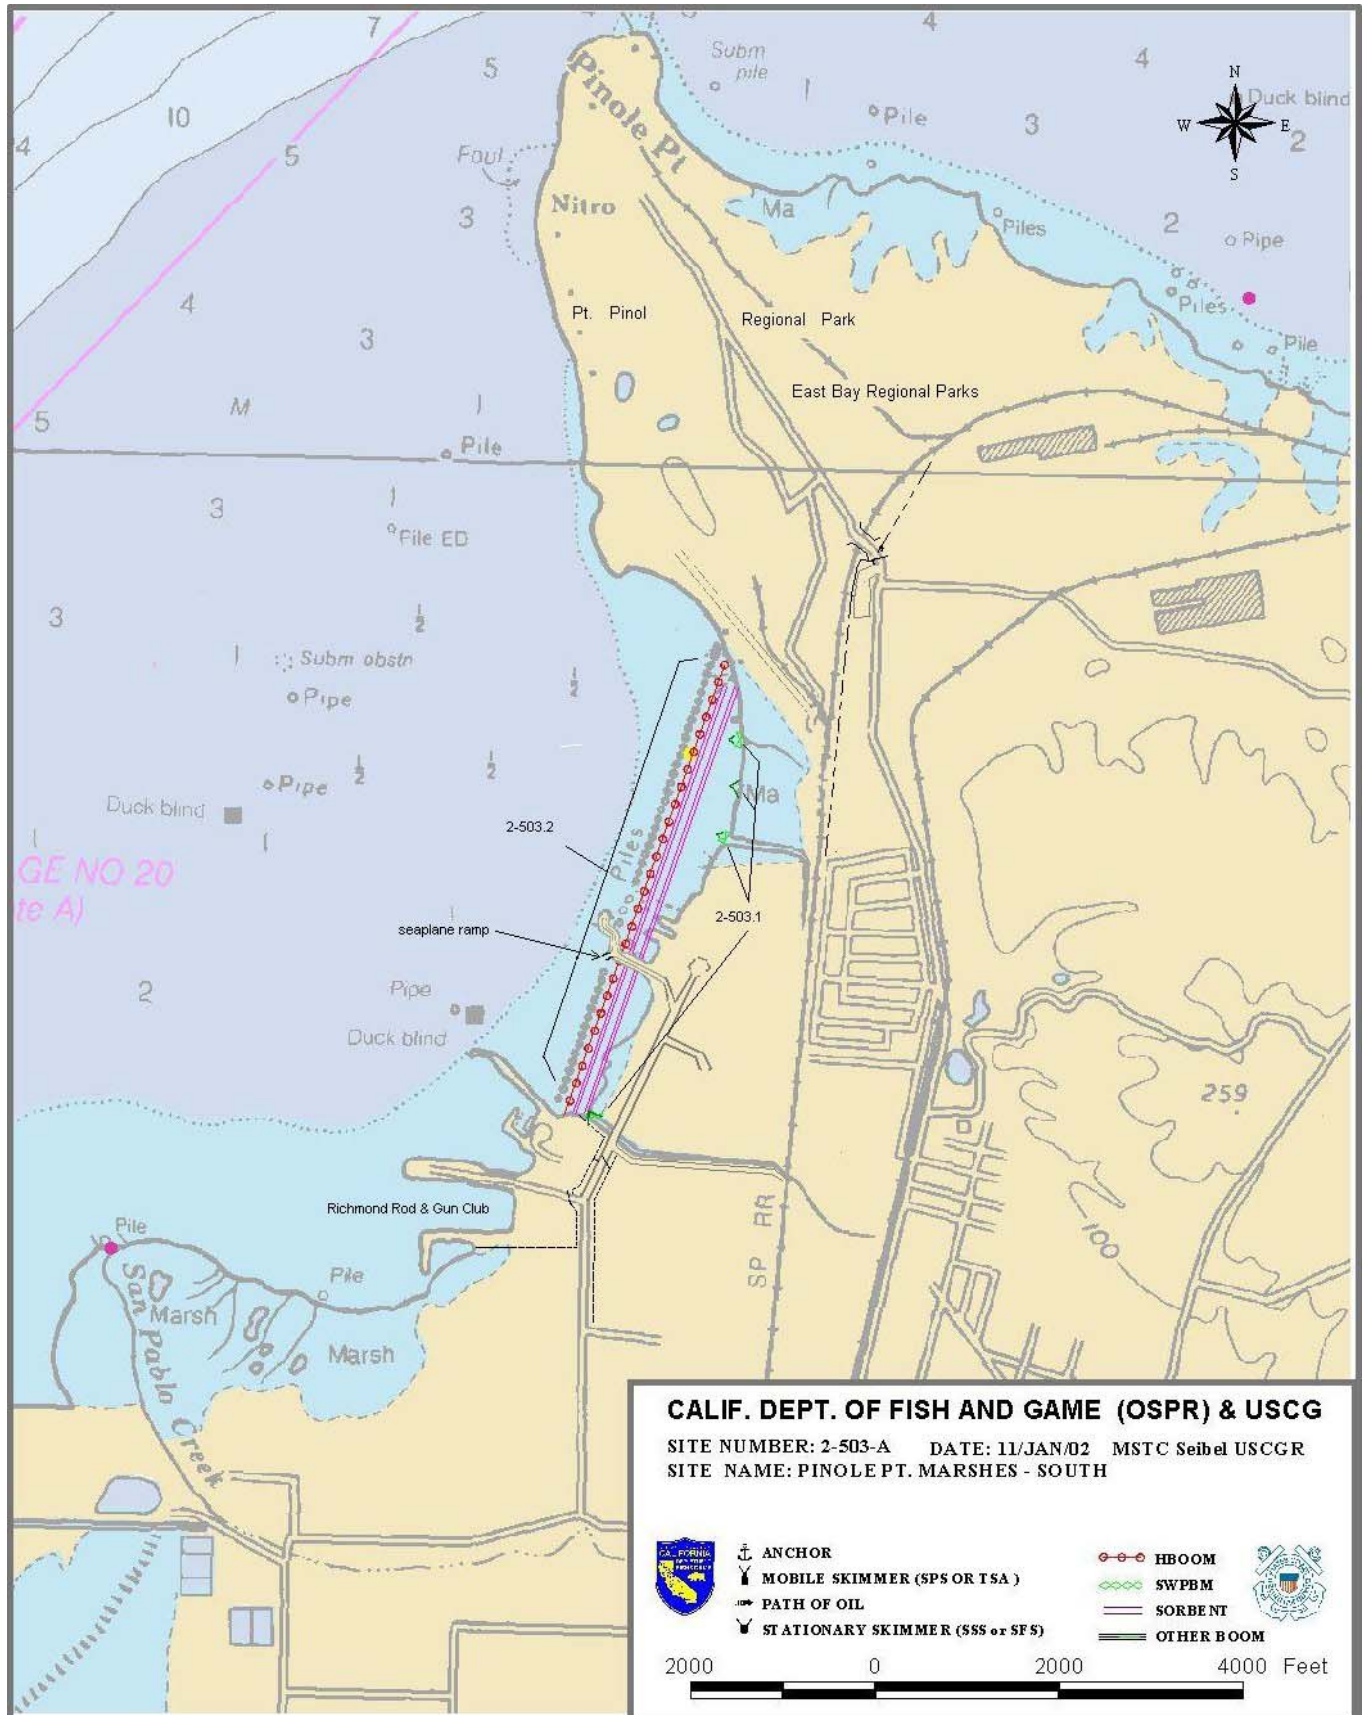 7
4
5
Subm
pile
4
N
Duck blind
W
E
S
10
Pile
3
2
4
5
Pinole Pt
Foul
3
Nitro
Ma
Piles
2
Pipe
4
Piles
Pt. Pinol
Regional Park
3
Pile
East Bay Regional Parks
5
M
Pile
3
Pile ED
3
1/2
Subm obstn
Pipe
1/2
Pipe
1/2
1/2
Duck blind
Ma
2-503.2
Piles
GE NO 20
te A)
2-503.1
seaplane ramp
2
Pipe
Duck blind
259
Richmond Rod & Gun Club
Pile
SP RR
100
Pile
San Pablo Creek
Marsh
Marsh
CALIF. DEPT. OF FISH AND GAME (OSPR) & USCG
SITE NUMBER: 2-503-A DATE: 11/JAN/02 MSTC Seibel USCGR
SITE NAME: PINOLE PT. MARSHES - SOUTH
CALIFORNIA
ANCHOR
MOBILE SKIMMER (SPS OR TSA )
PATH OF OIL
STATIONARY SKIMMER (SSS or SFS)
HBOOM
SWPBM
SORBENT
OTHER BOOM
2000 0 2000 4000 Feet